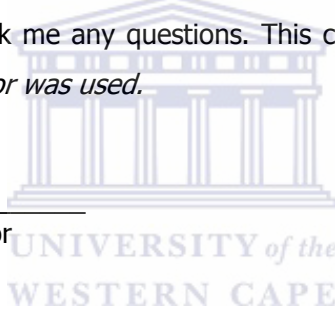 k me any questions. This c
or was used.
or
UNIVERSITY of the
WESTERN CAPE